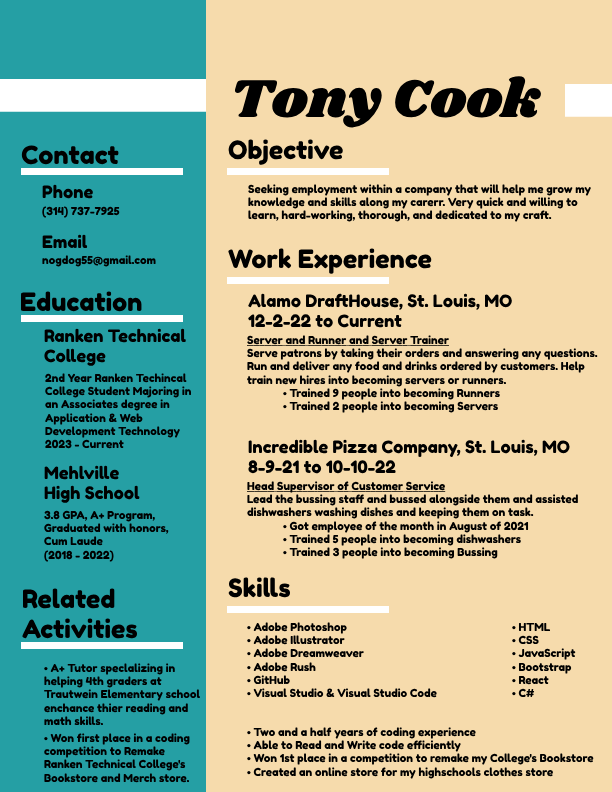 Tony Cook
Contact
Phone
(314) 737-7925
Email
nogdog55@gmail.com
Education
Ranken Technical
College
2nd Year Ranken Techincal
College Student Majoring in
an Associates degree in
Application & Web
Development Technology
2023 - Current
Mehlville
High School
3.8 GPA, A+ Program,
Graduated with honors,
Cum Laude
(2018 - 2022)
Related
Activities
• A+ Tutor speclalizing in
helping 4th graders at
Trautwein Elementary school
enchance thier reading and
math skills.
• Won first place in a coding
competition to Remake
Ranken Technical College's
Bookstore and Merch store.
Objective
Seeking employment within a company that will help me grow my
knowledge and skills along my carerr. Very quick and willing to
learn, hard-working, thorough, and dedicated to my craft.
Work Experience
Alamo DraftHouse, St. Louis, MO
12-2-22 to Current
Server and Runner and Server Trainer
Serve patrons by taking their orders and answering any questions.
Run and deliver any food and drinks ordered by customers. Help
train new hires into becoming servers or runners.
• Trained 9 people into becoming Runners
• Trained 2 people into becoming Servers
Incredible Pizza Company, St. Louis, MO
8-9-21 to 10-10-22
Head Supervisor of Customer Service
Lead the bussing staff and bussed alongside them and assisted
dishwashers washing dishes and keeping them on task.
• Got employee of the month in August of 2021
• Trained 5 people into becoming dishwashers
• Trained 3 people into becoming Bussing
Skills
• Adobe Photoshop
• Adobe Illustrator
• Adobe Dreamweaver
• Adobe Rush
• GitHub
• Visual Studio & Visual Studio Code
• HTML
• CSS
• JavaScript
• Bootstrap
• React
• C#
• Two and a half years of coding experience
• Able to Read and Write code efficiently
• Won 1st place in a competition to remake my College's Bookstore
• Created an online store for my highschools clothes store